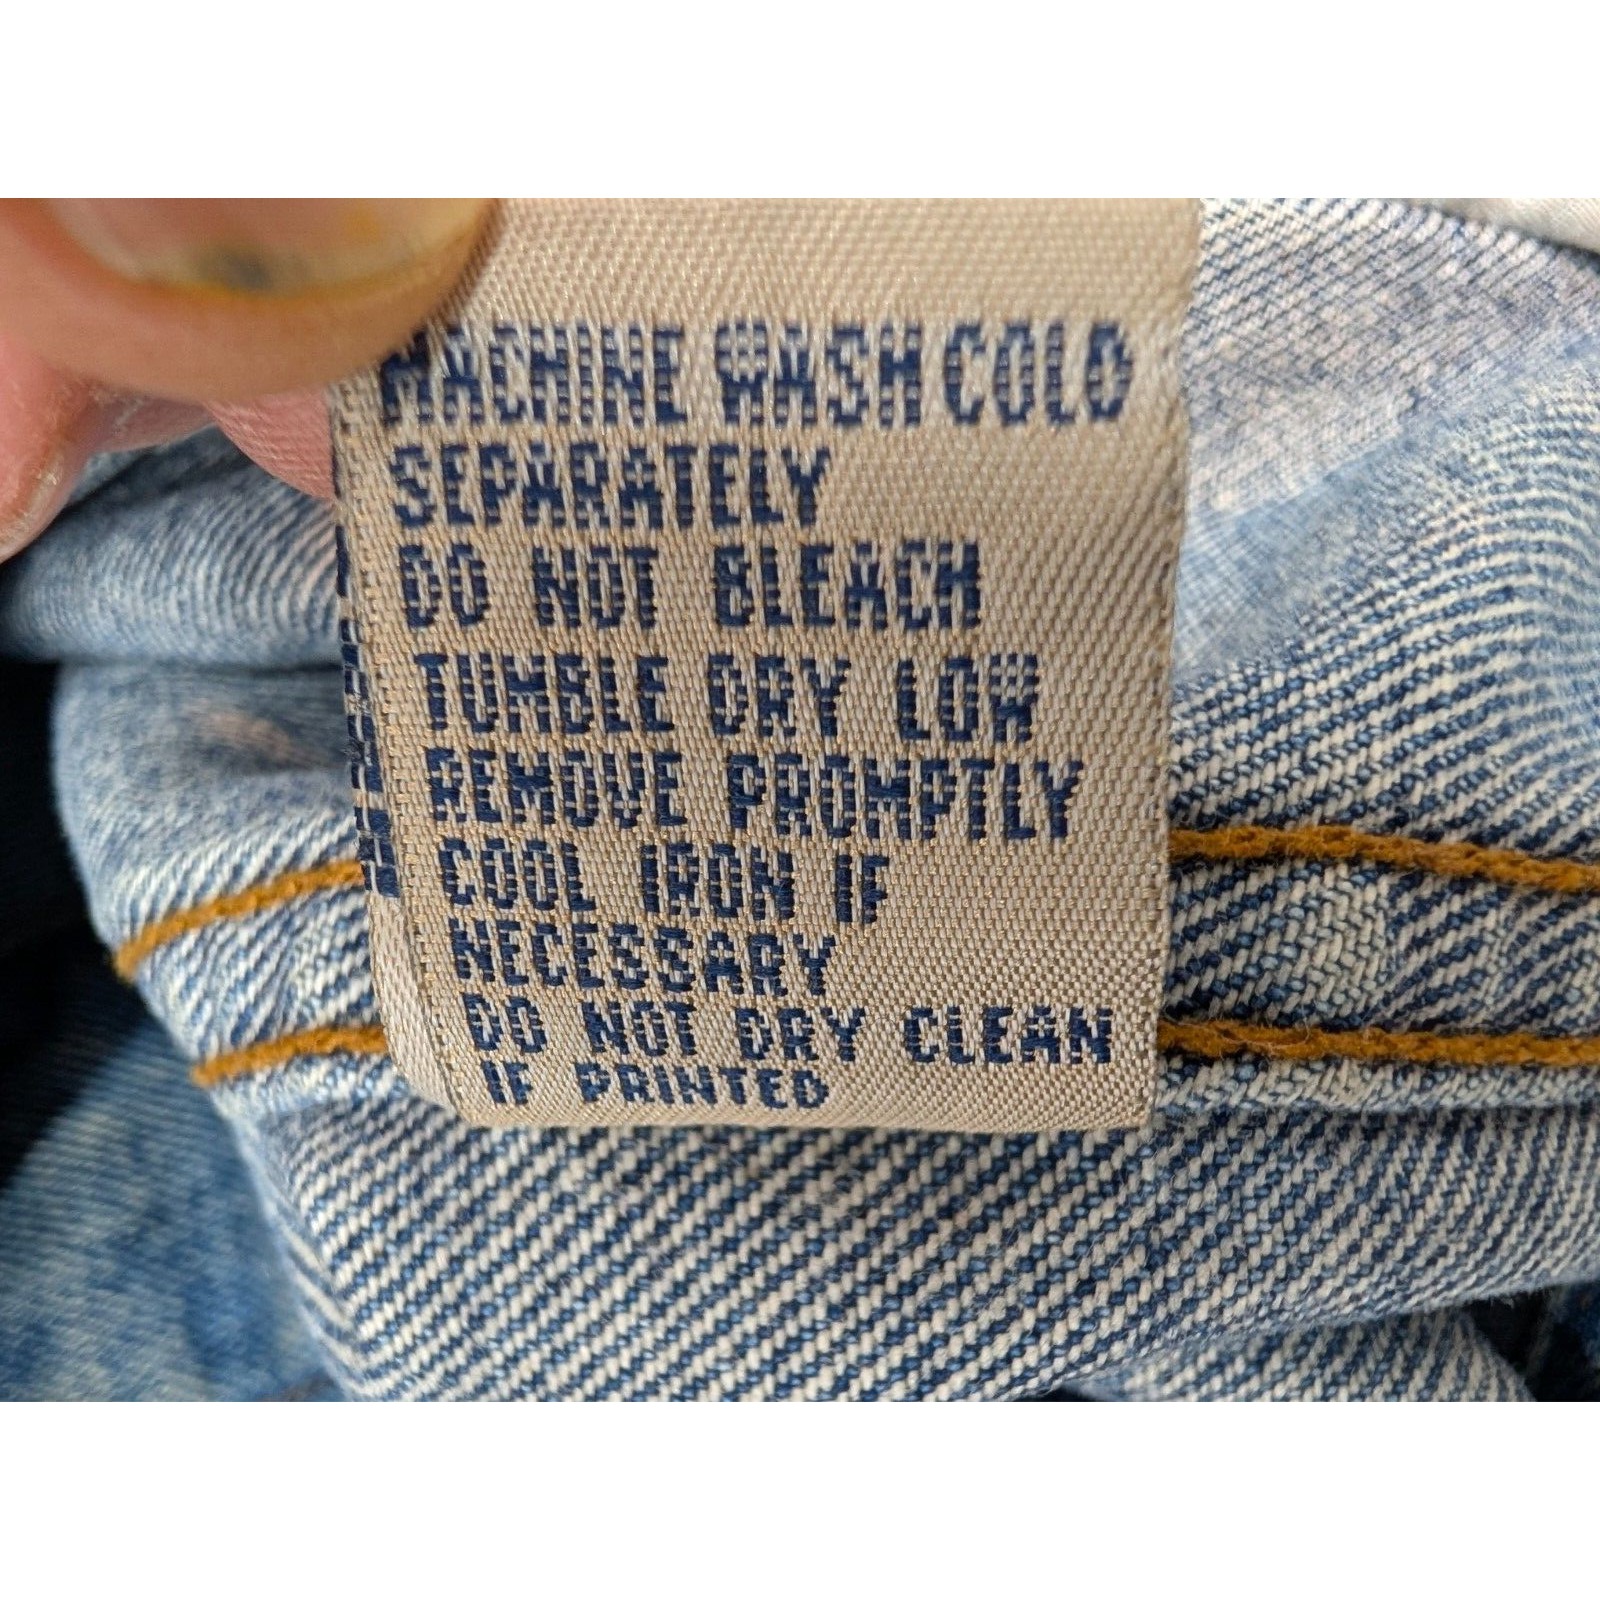 MACHINE WASH COLD
SEPARATELY
DO NOT BLEACH
TUMBLE DRY LOW
REMOVE PROMPTLY
COOL IRON IF
NECESSARY
DO NOT DRY CLEAN
IF PRINTED